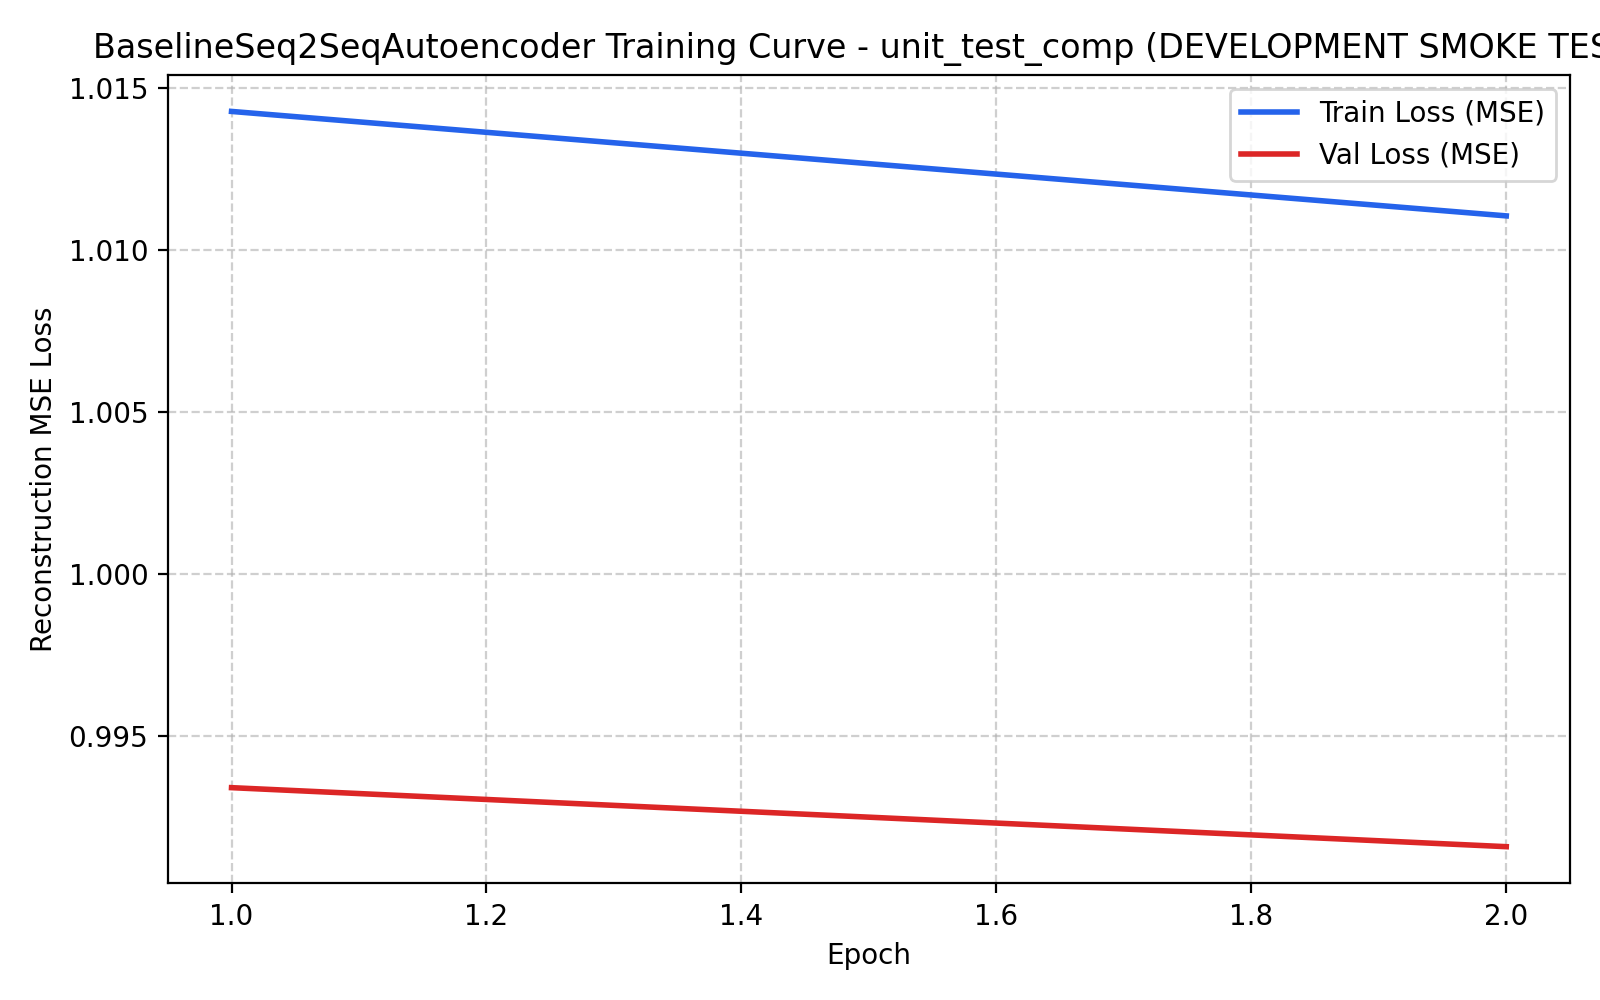 BaselineSeq2SeqAutoencoder Training Curve - unit_test_comp (DEVELOPMENT SMOKE TES
1.015
1.010
1.005
1.000
0.995
Reconstruction MSE Loss
Train Loss (MSE)
Val Loss (MSE)
1.0 1.2 1.4 1.6 1.8 2.0
Epoch